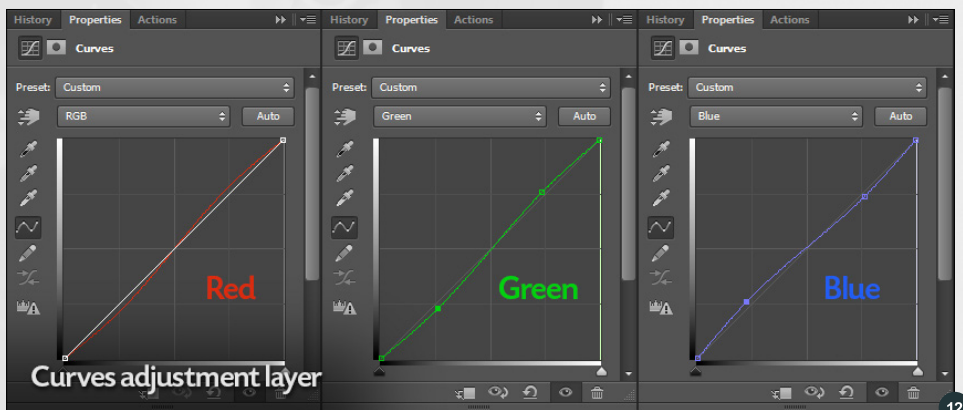 History Properties Actions
Curves
Preset: Custom
RGB Auto
Red
Curves adjustment layer
History Properties Actions
Curves
Preset: Custom
Green Auto
Green
History Properties Actions
Curves
Preset: Custom
Blue Auto
Blue
12